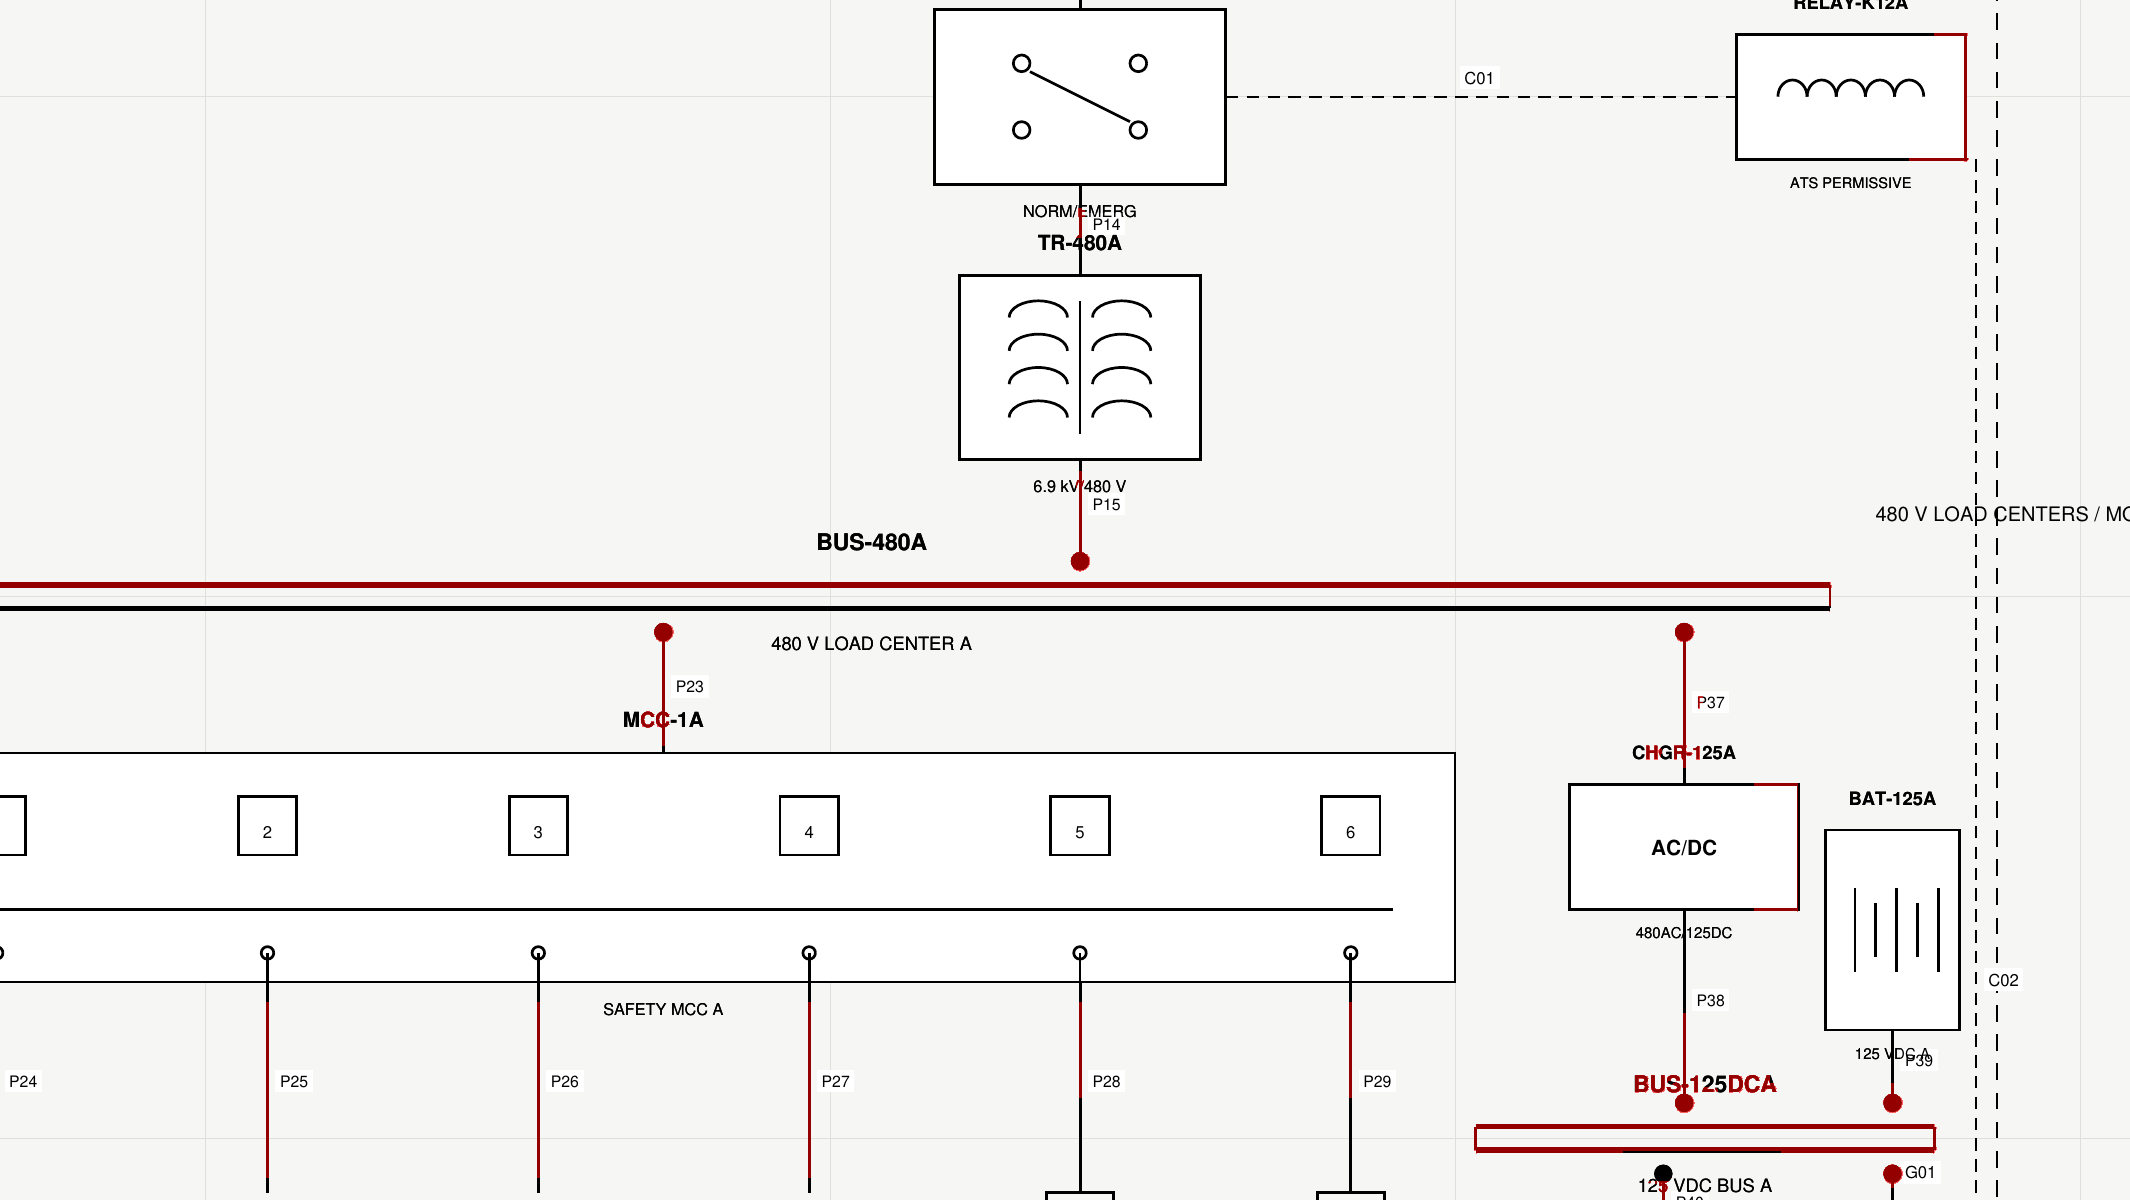 RELAY-K12A
C01
ATS PERMISSIVE
NORM/EMERG
P14
TR-480A
6.9 kV/480 V
P15
480 V LOAD CENTERS /
BUS-480A
480 V LOAD CENTER A
P23
P37
MCC-1A
CHGR-125A
BAT-125A
2
3
4
5
6
AC/DC
480AC/125DC
C02
P38
SAFETY MCC A
125 VDC A
P39
P24
P25
P26
P27
P28
P29
BUS-125DCA
G01
125 VDC BUS A